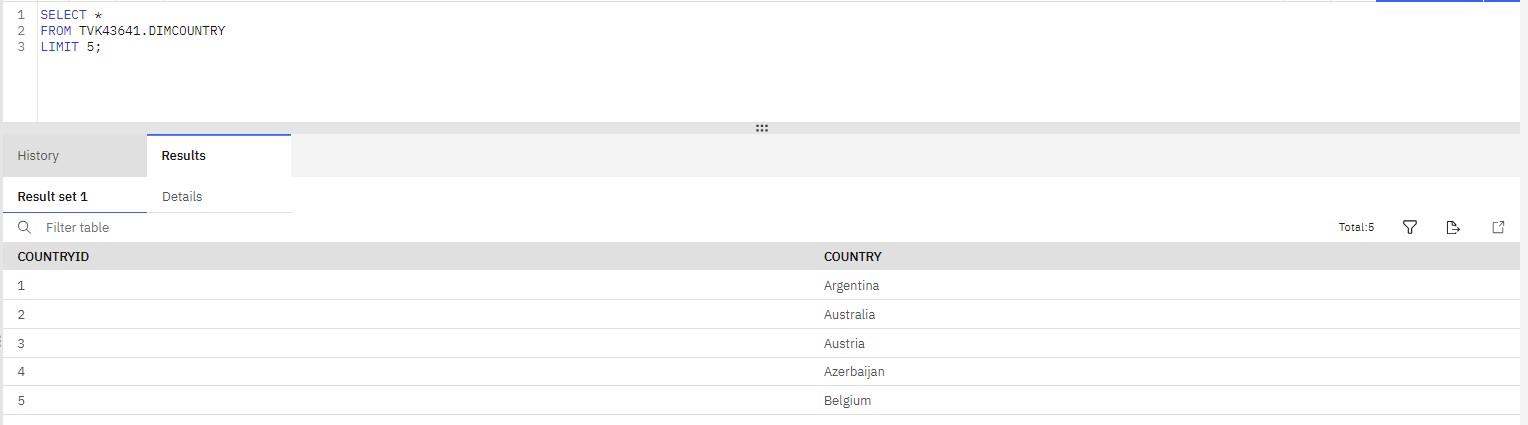 1 SELECT *
2 FROM TVK43641.DIMCOUNTRY
3 LIMIT 5;
History Results
Result set 1 Details
Filter table Total:5
COUNTRYID COUNTRY
1 Argentina
2 Australia
3 Austria
4 Azerbaijan
5 Belgium